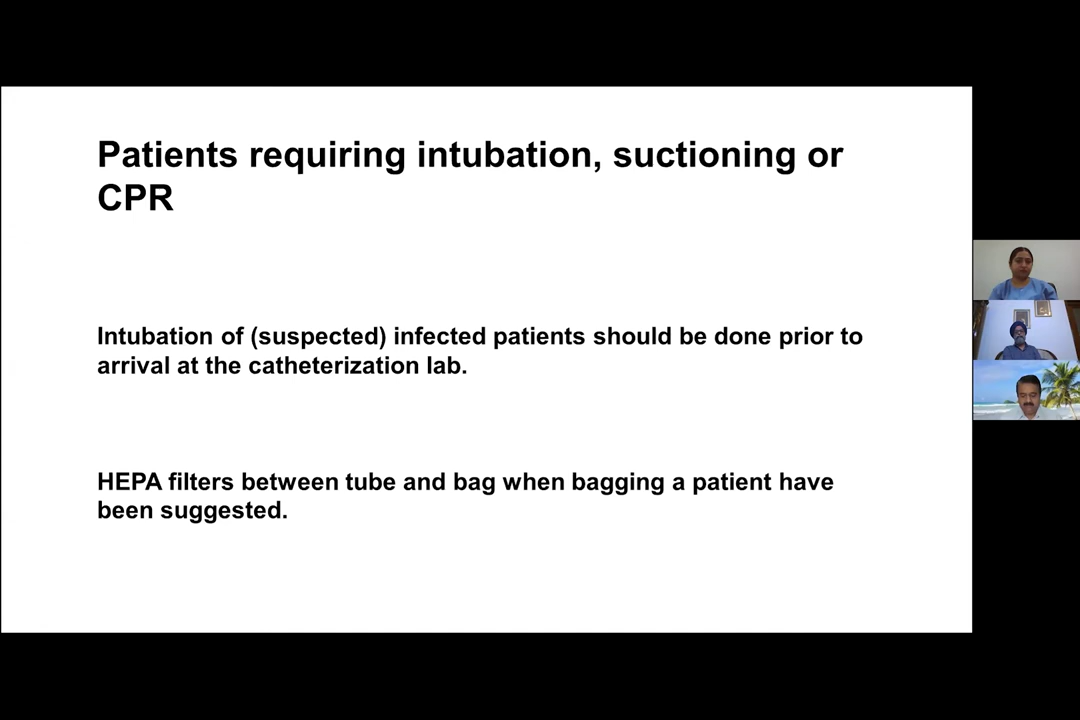 Patients requiring intubation, suctioning or
CPR
Intubation of (suspected) infected patients should be done prior to
arrival at the catheterization lab.
HEPA filters between tube and bag when bagging a patient have
been suggested.